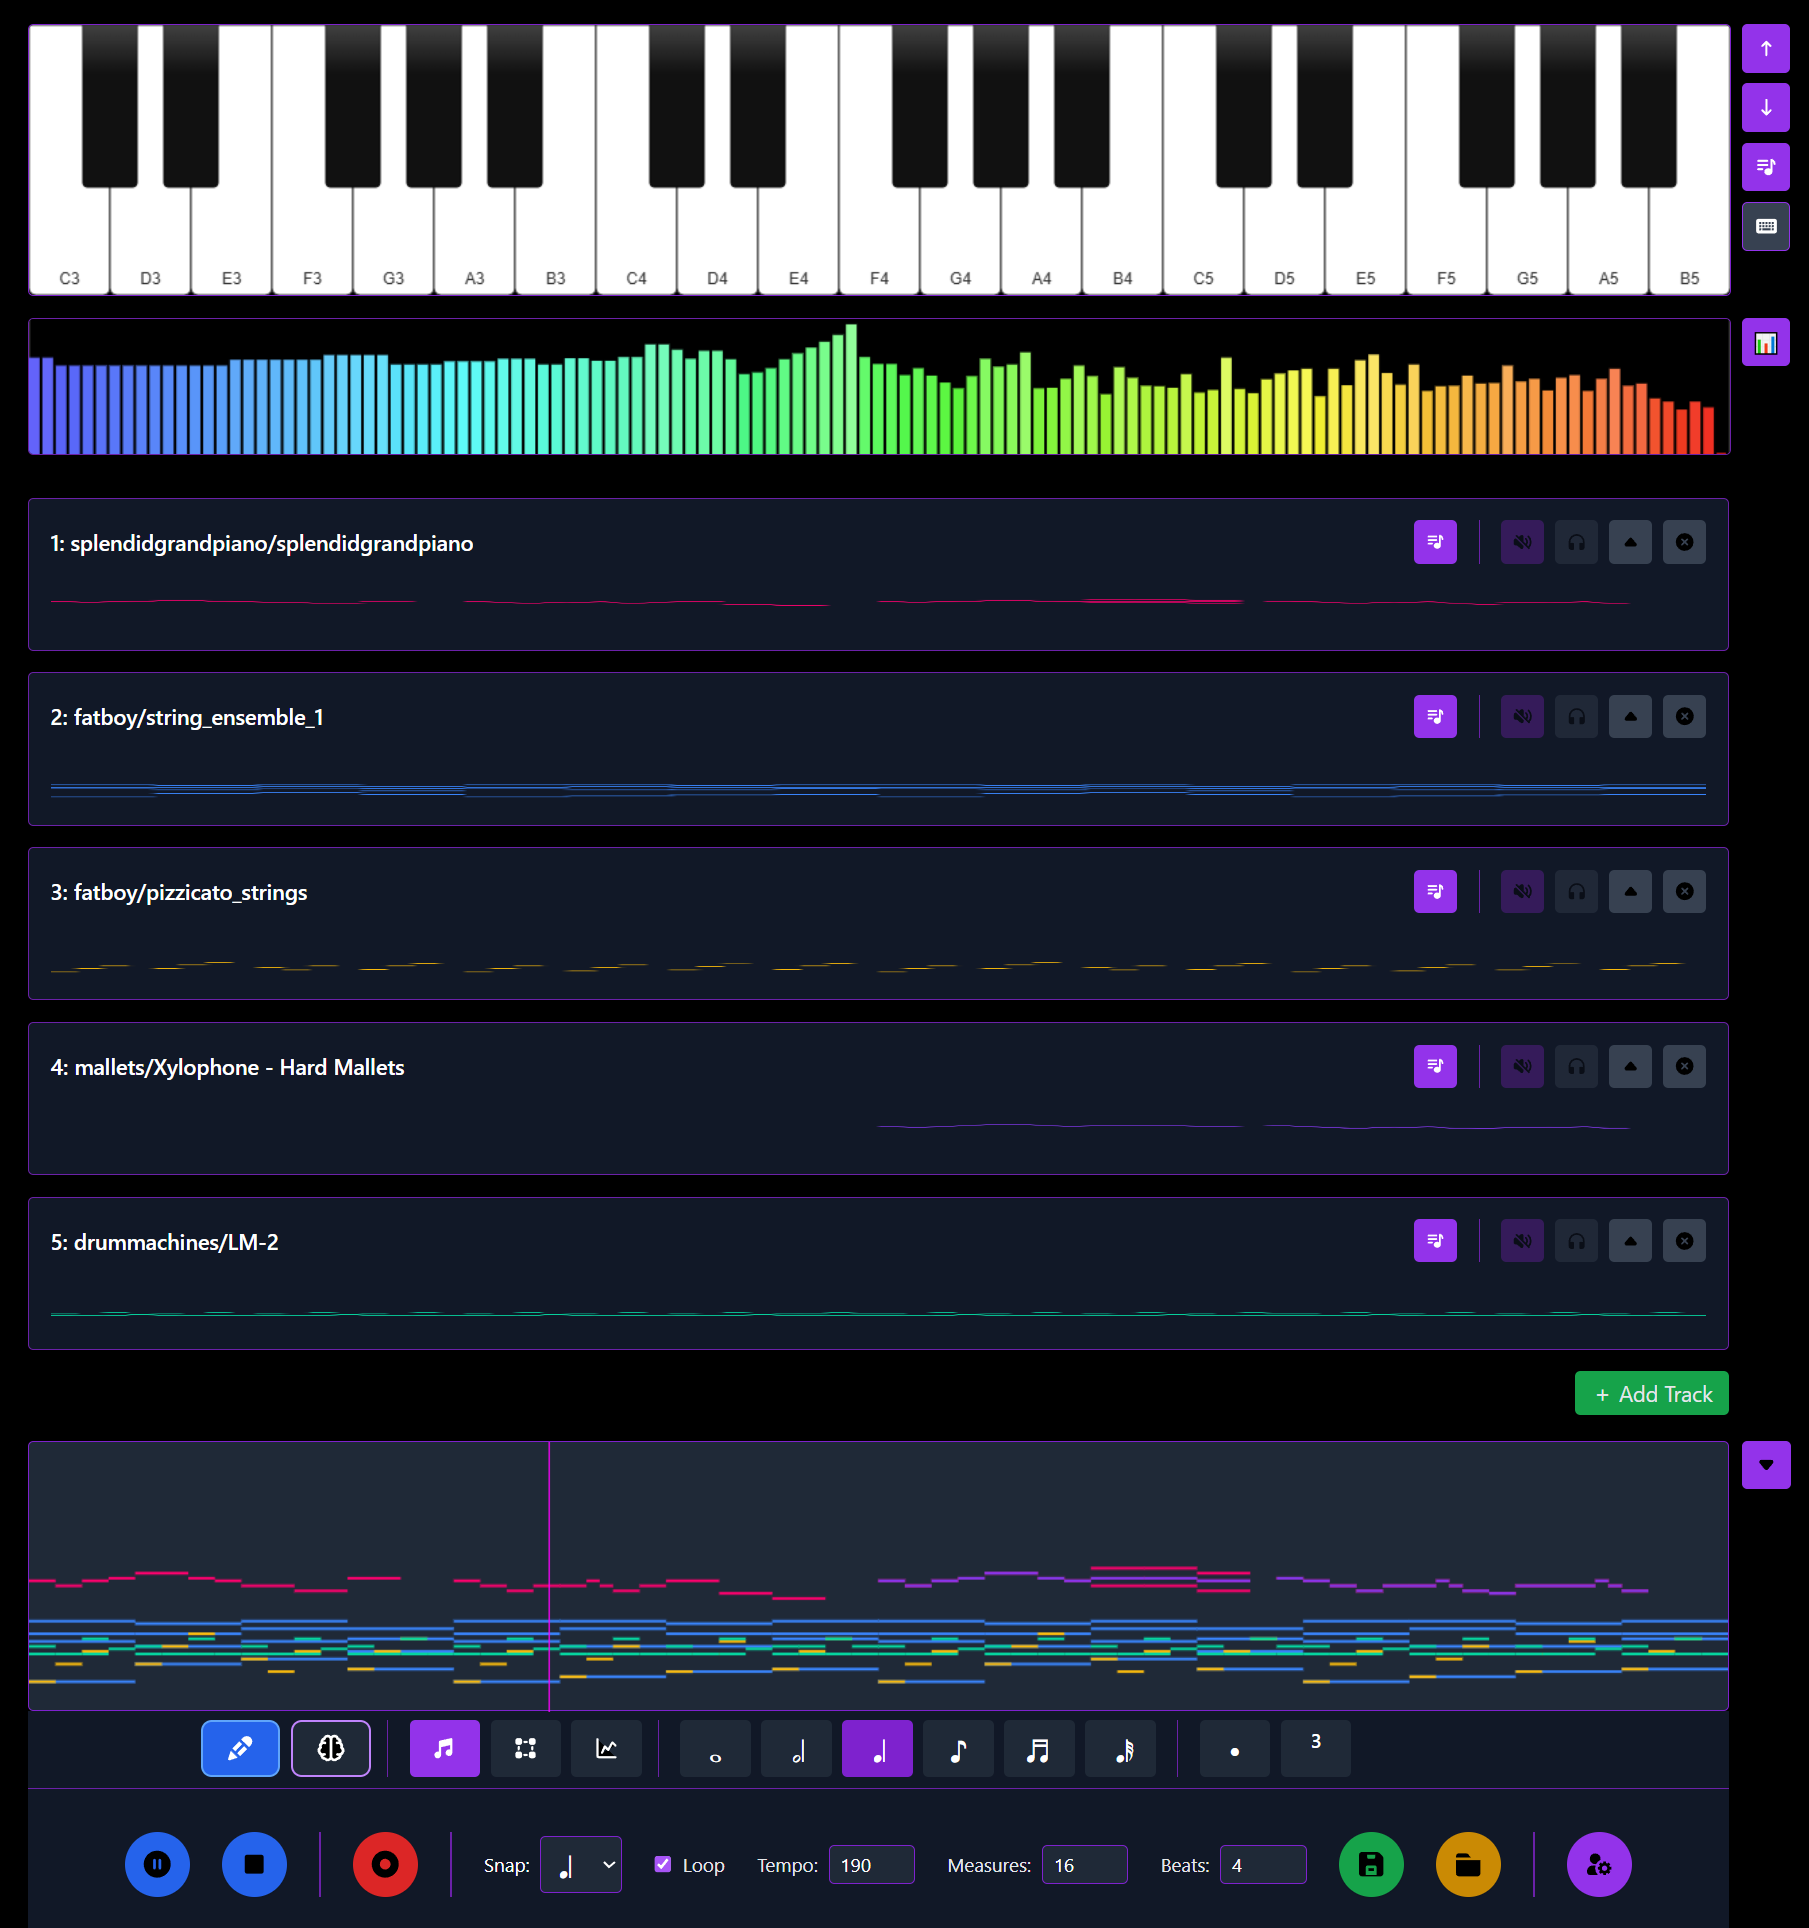 C3 D3 E3 F3 G3 A3 B3 C4 D4 E4 F4 G4 A4 B4 C5 D5 E5 F5 G5 A5 B5
1: splendidgrandpiano/splendidgrandpiano
2: fatboy/string_ensemble_1
3: fatboy/pizzicato_strings
4: mallets/Xylophone - Hard Mallets
5: drummachines/LM-2
+ Add Track
3
Snap: Loop Tempo: 190 Measures: 16 Beats: 4